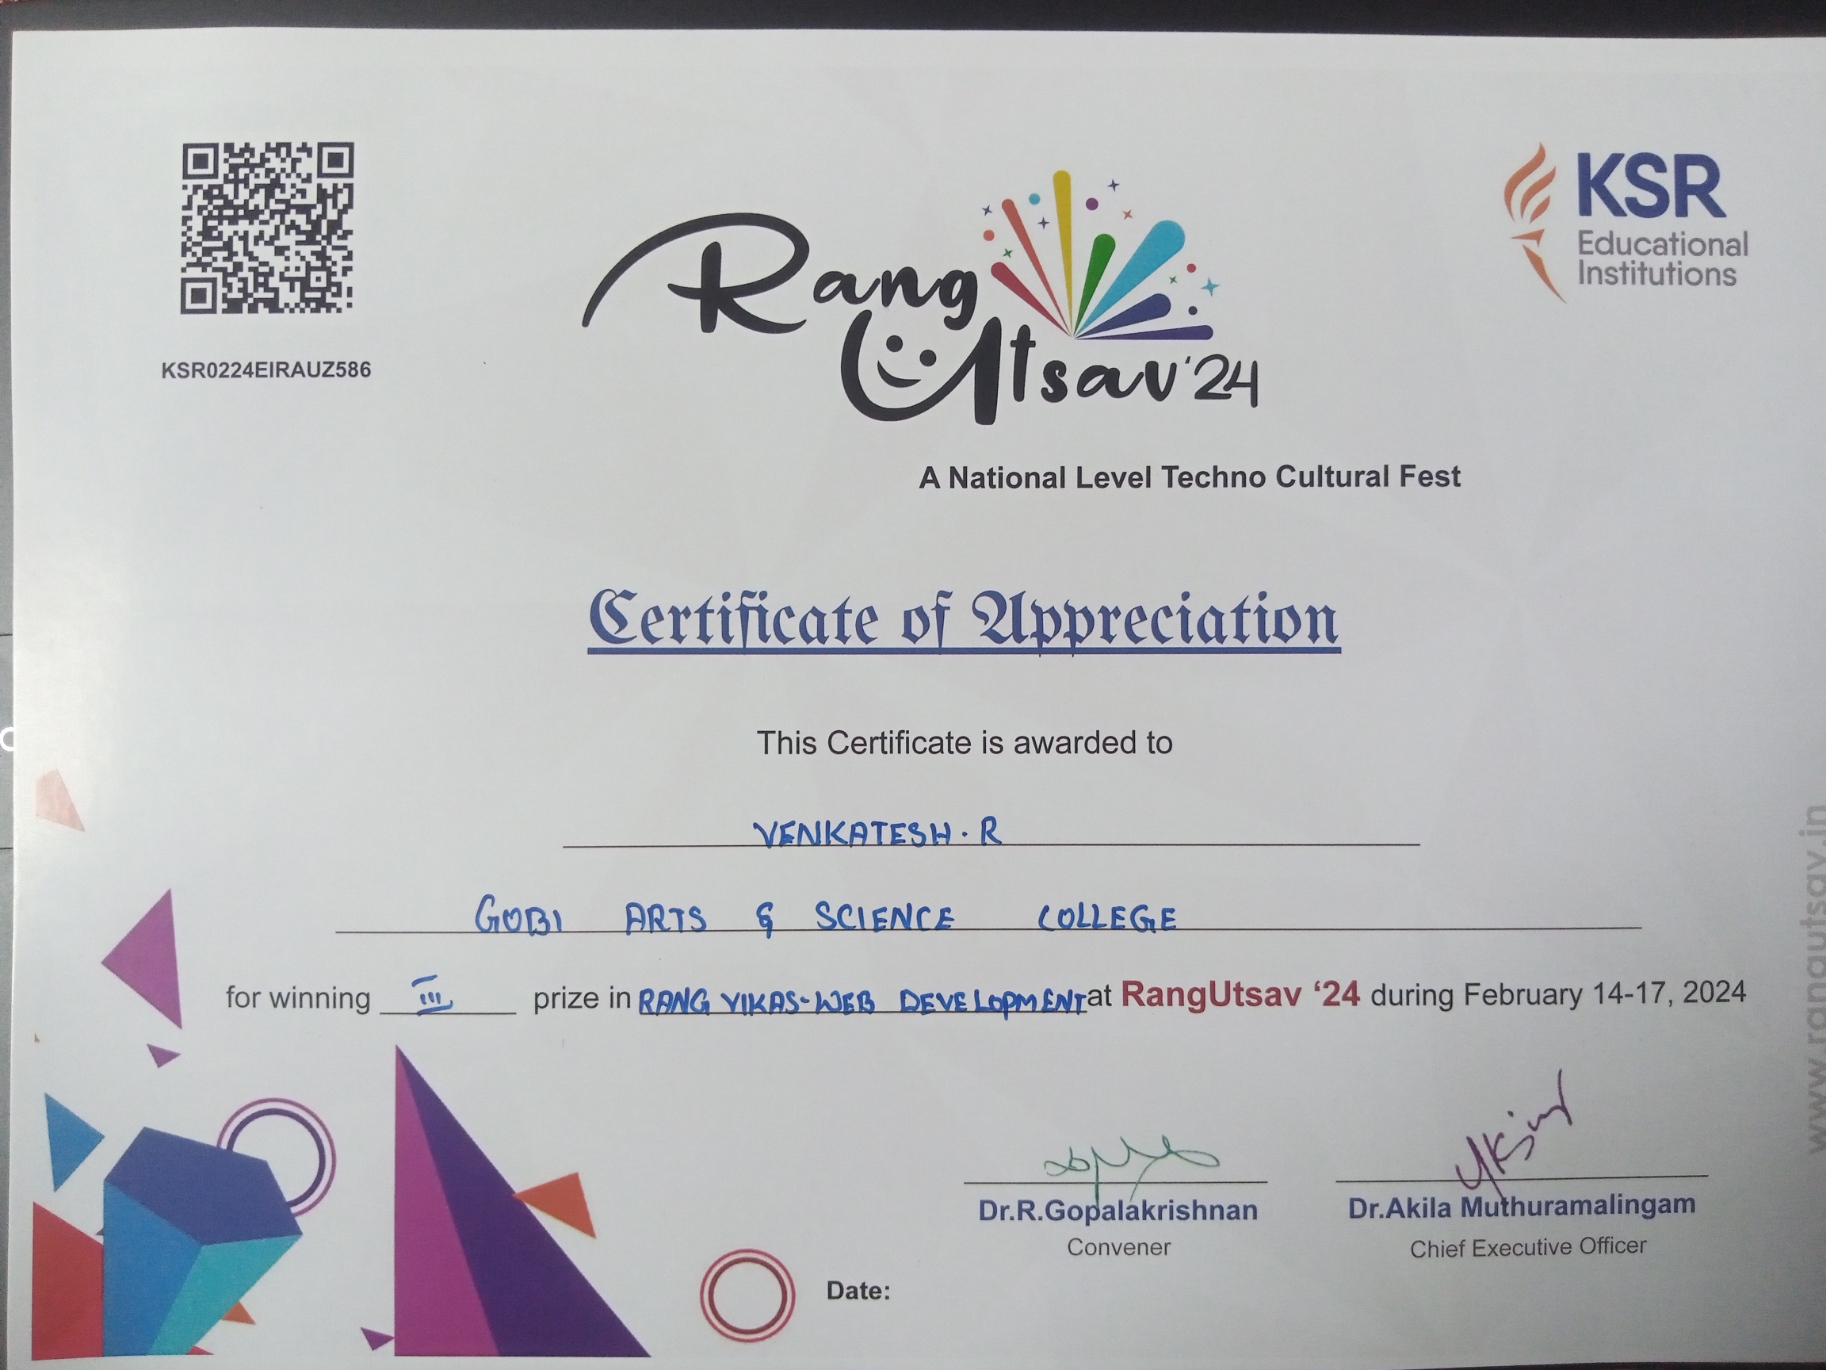 KSR
Educational
Institutions
Rang
Utsav'24
KSR0224EIRAUZ586
A National Level Techno Cultural Fest
Certificate of Appreciation
This Certificate is awarded to
VENKATESH. R
GOBI ARTS & SCIENCE COLLEGE
for winning III prize in RANG VIKAS-WEB DEVELOPMENT at RangUtsav ‘24 during February 14-17, 2024
Dr.R.Gopalakrishnan
Convener
Dr.Akila Muthuramalingam
Chief Executive Officer
Date:
www.rangutsav.in